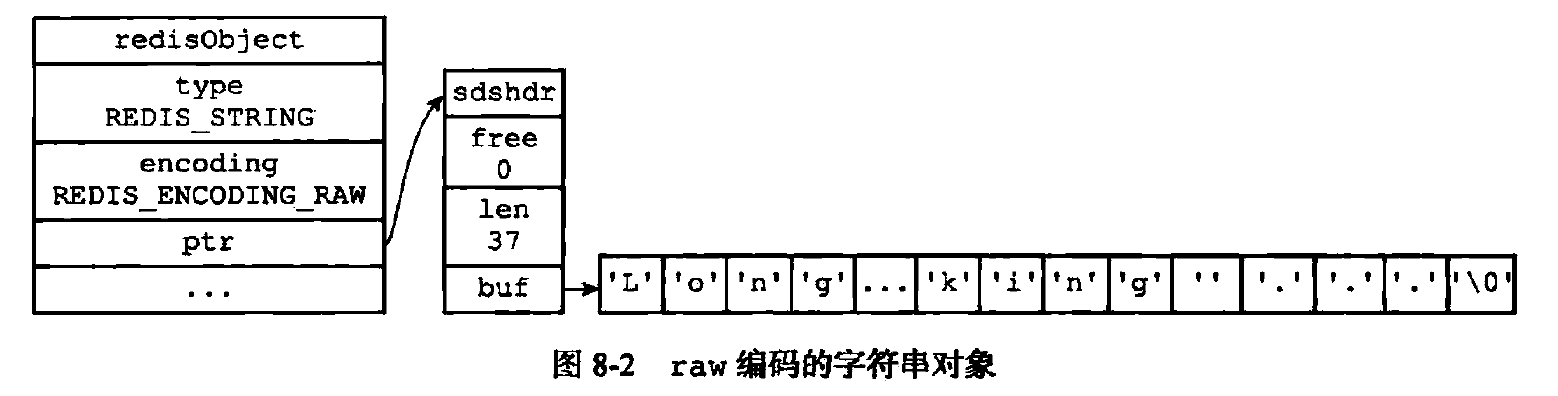 redisObject
type
REDIS_STRING
encoding
REDIS_ENCODING_RAW
ptr
...
sdshdr
free
0
len
37
buf
'L' 'o' 'n' 'g' ... 'k' 'i' 'n' 'g' '' '.' '.' '.' '\0'
图 8-2 raw 编码的字符串对象